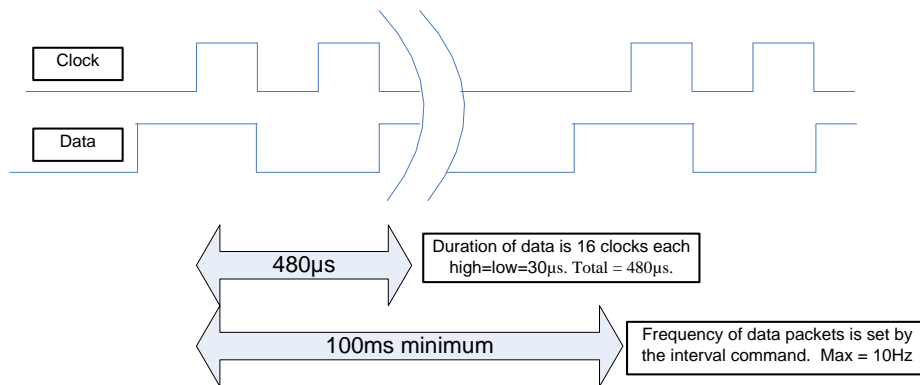 Clock
Data
480µs
Duration of data is 16 clocks each
high=low=30µs. Total = 480µs.
100ms minimum
Frequency of data packets is set by
the interval command.  Max = 10Hz